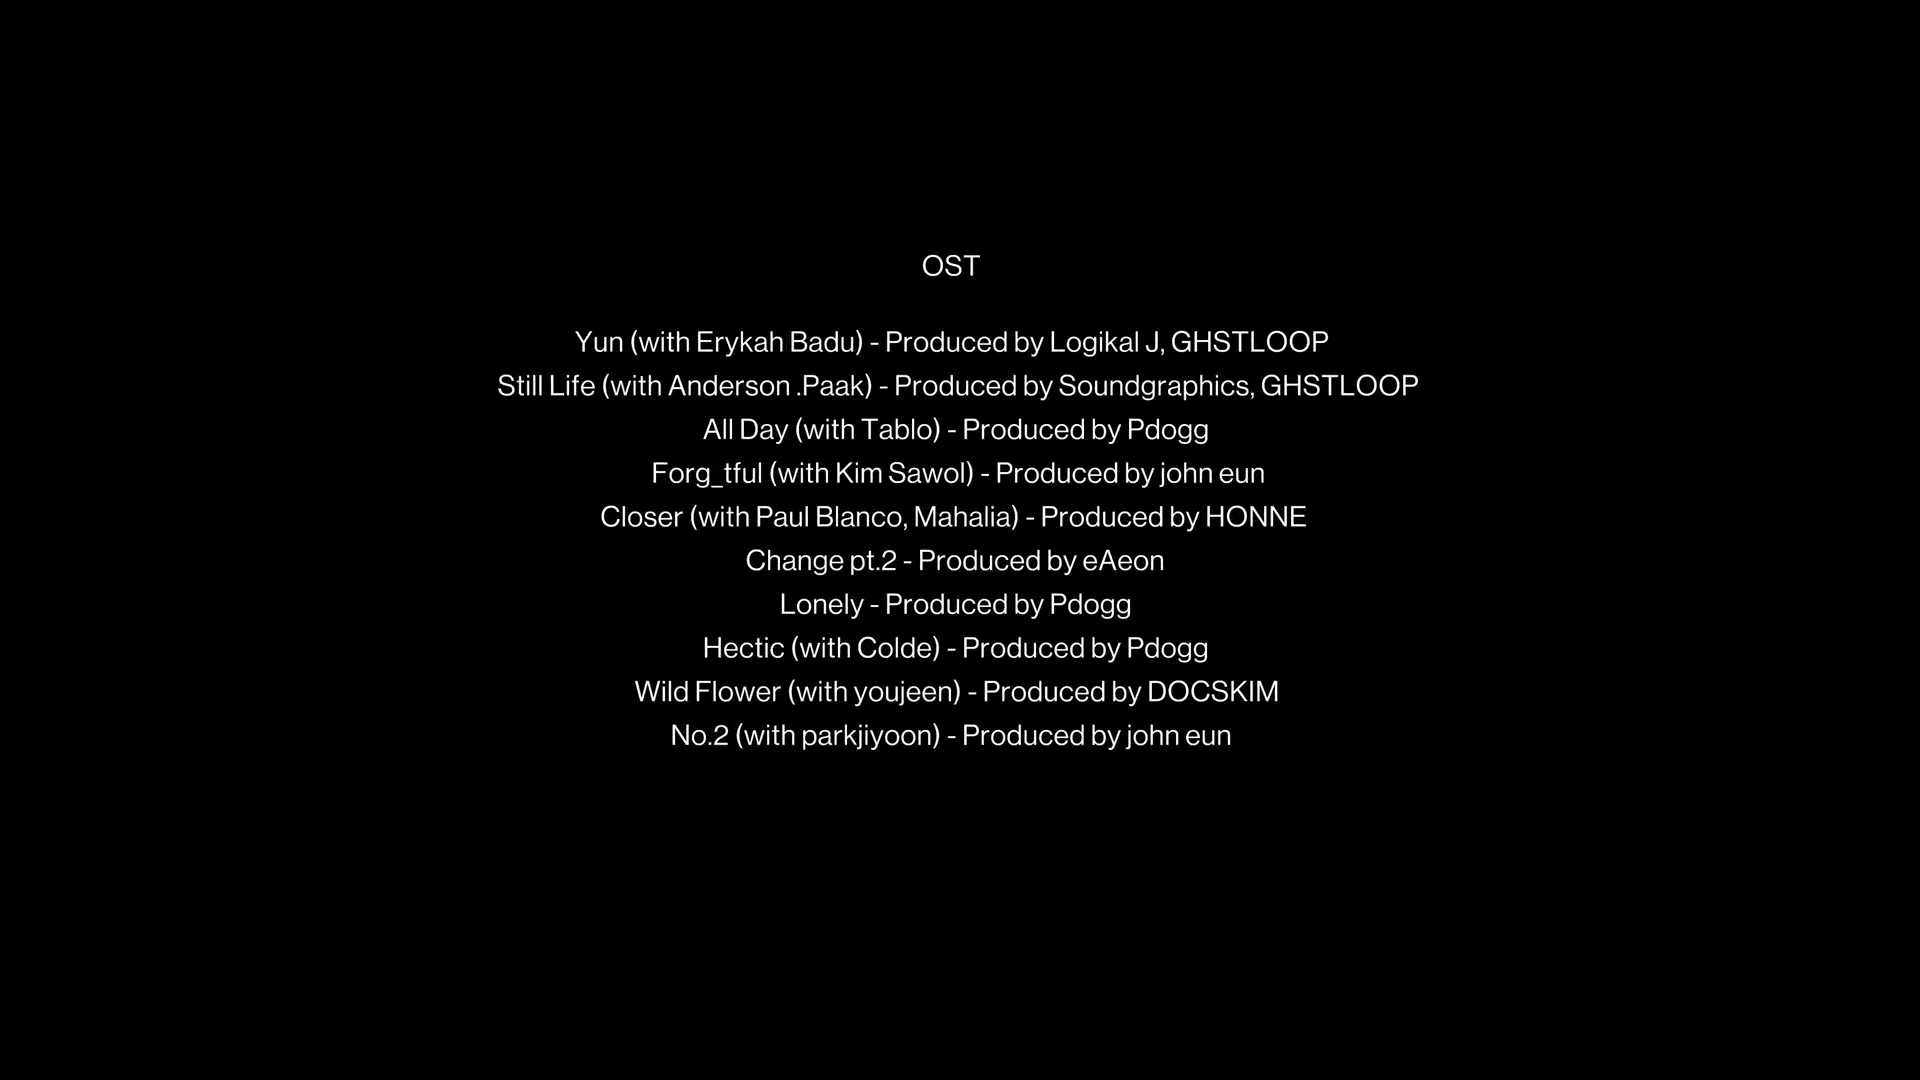 OST
Yun (with Erykah Badu) - Produced by Logikal J, GHSTLOOP
Still Life (with Anderson .Paak) - Produced by Soundgraphics, GHSTLOOP
All Day (with Tablo) - Produced by Pdogg
Forg_tful (with Kim Sawol) - Produced by john eun
Closer (with Paul Blanco, Mahalia) - Produced by HONNE
Change pt.2 - Produced by eAeon
Lonely - Produced by Pdogg
Hectic (with Colde) - Produced by Pdogg
Wild Flower (with youjeen) - Produced by DOCSKIM
No.2 (with parkjiyoon) - Produced by john eun